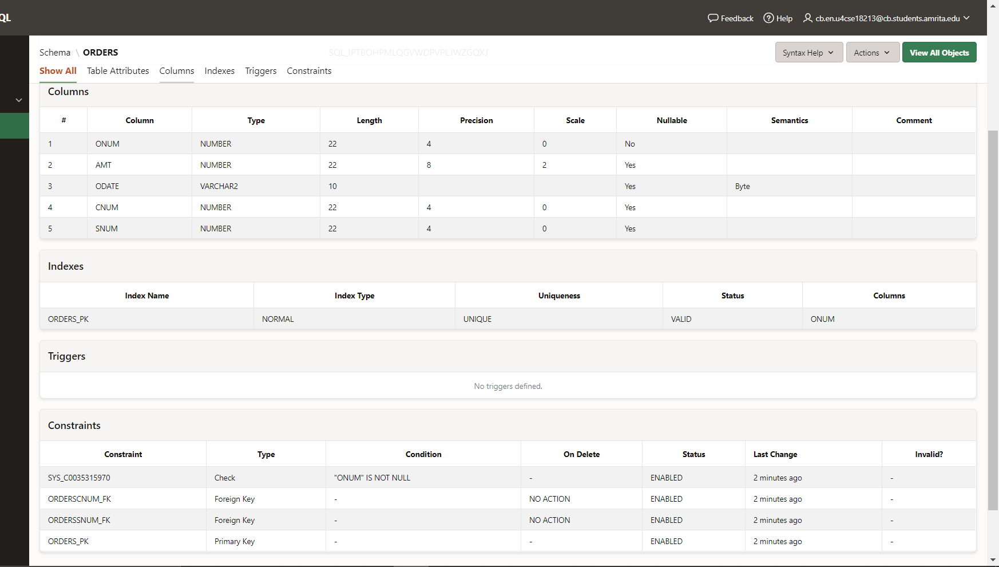 QL
Feedback Help cb.en.u4cse18213@cb.students.amrita.edu
Schema \ ORDERS SQL_IPTBOHPMLQGVWDPVPLJWZGQXJ Syntax Help Actions View All Objects
Show All Table Attributes Columns Indexes Triggers Constraints
Columns
# Column Type Length Precision Scale Nullable Semantics Comment
1 ONUM NUMBER 22 4 0 No
2 AMT NUMBER 22 8 2 Yes
3 ODATE VARCHAR2 10 Yes Byte
4 CNUM NUMBER 22 4 0 Yes
5 SNUM NUMBER 22 4 0 Yes
Indexes
Index Name Index Type Uniqueness Status Columns
ORDERS_PK NORMAL UNIQUE VALID ONUM
Triggers
No triggers defined.
Constraints
Constraint Type Condition On Delete Status Last Change Invalid?
SYS_C0035315970 Check "ONUM" IS NOT NULL - ENABLED 2 minutes ago -
ORDERSCNUM_FK Foreign Key - NO ACTION ENABLED 2 minutes ago -
ORDERSSNUM_FK Foreign Key - NO ACTION ENABLED 2 minutes ago -
ORDERS_PK Primary Key - - ENABLED 2 minutes ago -